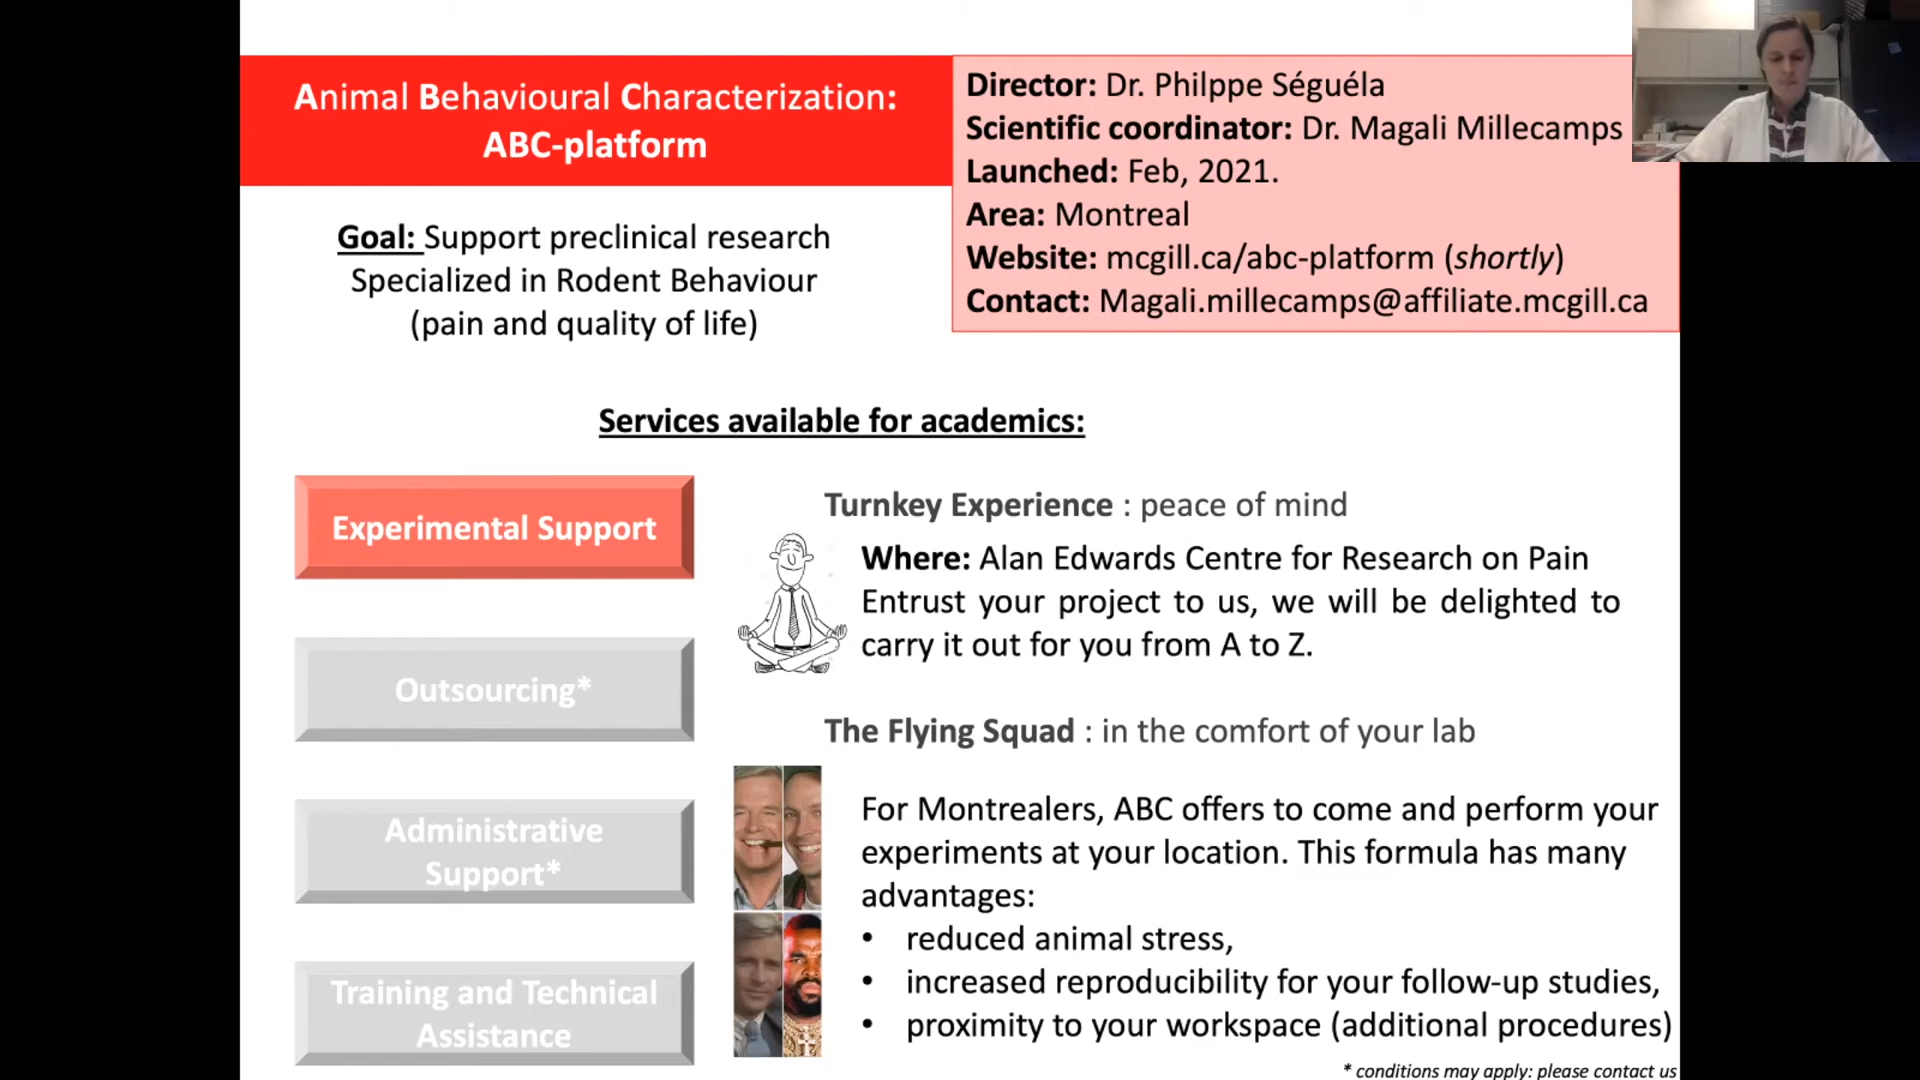 Animal Behavioural Characterization:
ABC-platform
Director: Dr. Philppe Séguéla
Scientific coordinator: Dr. Magali Millecamps
Launched: Feb, 2021.
Area: Montreal
Website: mcgill.ca/abc-platform (shortly)
Contact: Magali.millecamps@affiliate.mcgill.ca
Goal: Support preclinical research
Specialized in Rodent Behaviour
(pain and quality of life)
Services available for academics:
Experimental Support
Outsourcing*
Administrative
Support*
Training and Technical
Assistance
Turnkey Experience : peace of mind
Where: Alan Edwards Centre for Research on Pain
Entrust your project to us, we will be delighted to
carry it out for you from A to Z.
The Flying Squad : in the comfort of your lab
For Montrealers, ABC offers to come and perform your
experiments at your location. This formula has many
advantages:
• reduced animal stress,
• increased reproducibility for your follow-up studies,
• proximity to your workspace (additional procedures)
* conditions may apply: please contact us